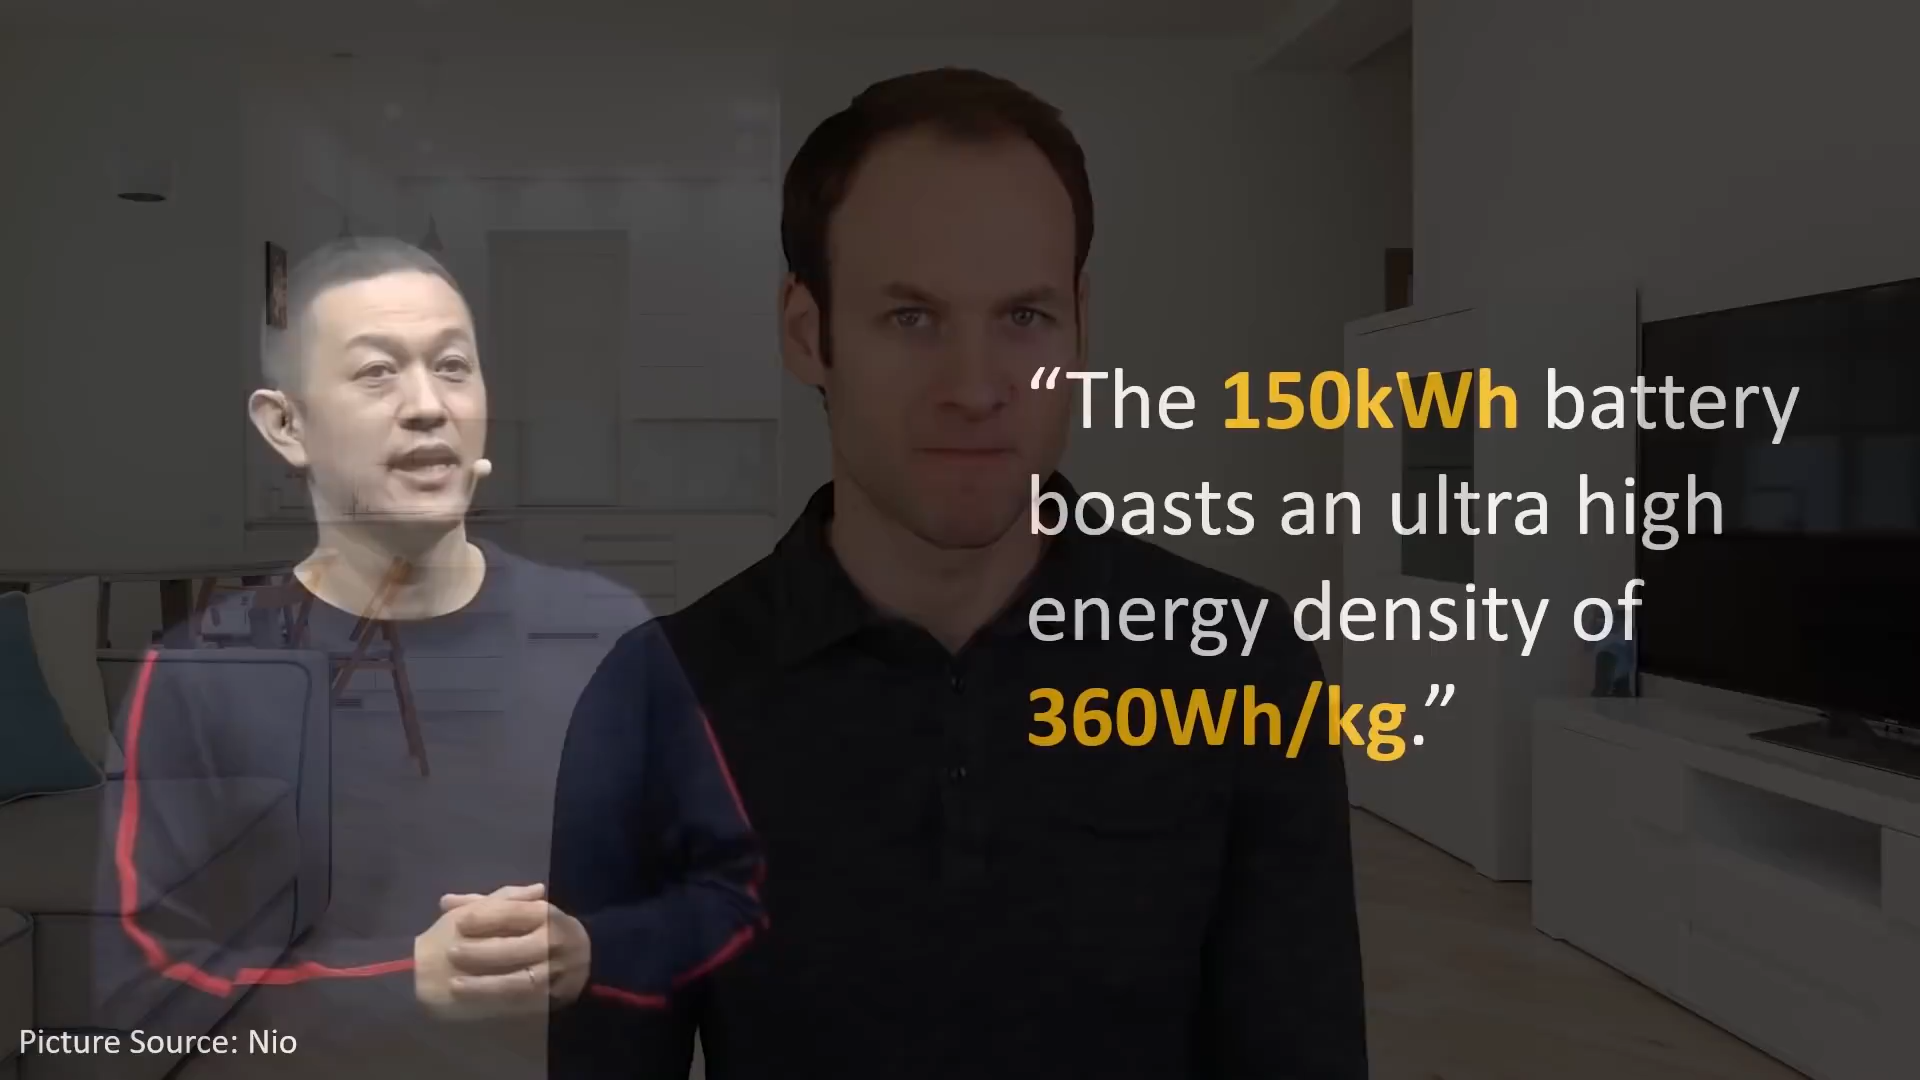 “The 150kWh battery
boasts an ultra high
energy density of
360Wh/kg.”
Picture Source: Nio